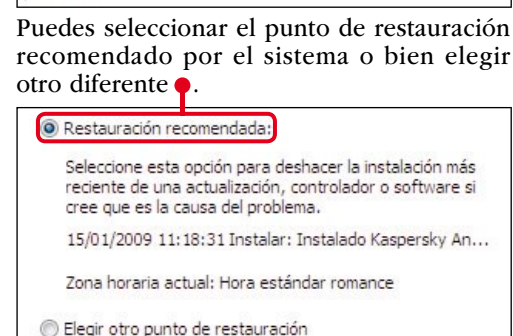 Puedes seleccionar el punto de restauración
recomendado por el sistema o bien elegir
otro diferente .
Restauración recomendada:
Seleccione esta opción para deshacer la instalación más
reciente de una actualización, controlador o software si
cree que es la causa del problema.
15/01/2009 11:18:31 Instalar: Instalado Kaspersky An...
Zona horaria actual: Hora estándar romance
Elegir otro punto de restauración